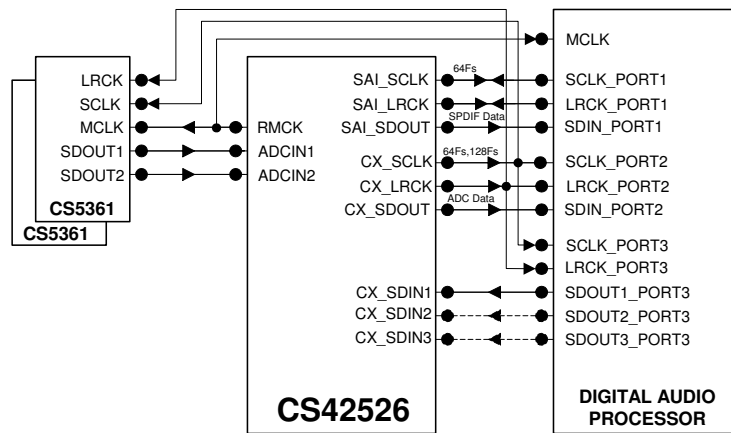 LRCK
SCLK
MCLK
SDOUT1
SDOUT2
CS5361
CS5361
RMCK
ADCIN1
ADCIN2
SAI_SCLK
SAI_LRCK
SAI_SDOUT
CX_SCLK
CX_LRCK
CX_SDOUT
CX_SDIN1
CX_SDIN2
CX_SDIN3
CS42526
64Fs
SPDIF Data
64Fs,128Fs
ADC Data
MCLK
SCLK_PORT1
LRCK_PORT1
SDIN_PORT1
SCLK_PORT2
LRCK_PORT2
SDIN_PORT2
SCLK_PORT3
LRCK_PORT3
SDOUT1_PORT3
SDOUT2_PORT3
SDOUT3_PORT3
DIGITAL AUDIO
PROCESSOR